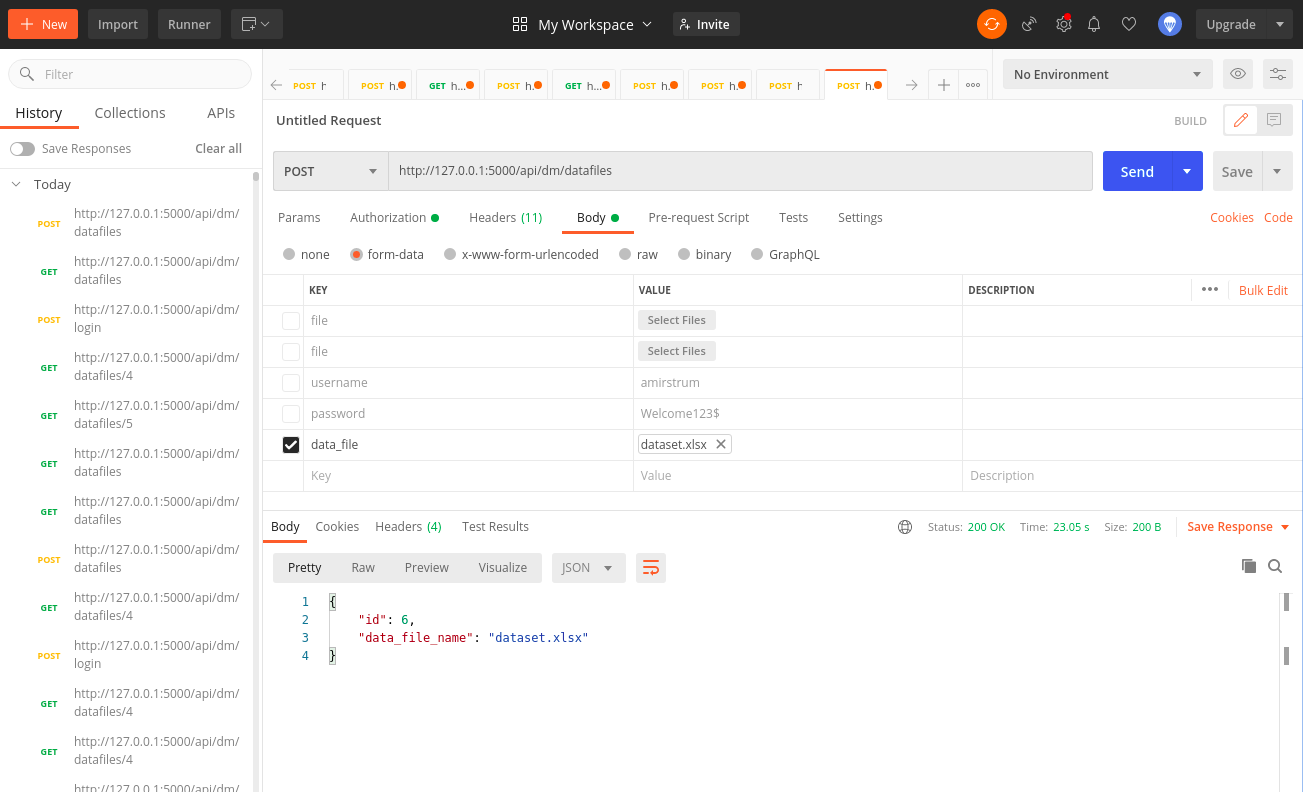 New
Import
Runner
My Workspace
Invite
Upgrade
Filter
History
Collections
APIs
Save Responses
Clear all
Today
POST
http://127.0.0.1:5000/api/dm/
datafiles
GET
http://127.0.0.1:5000/api/dm/
datafiles
POST
http://127.0.0.1:5000/api/dm/
login
GET
http://127.0.0.1:5000/api/dm/
datafiles/4
GET
http://127.0.0.1:5000/api/dm/
datafiles/5
GET
http://127.0.0.1:5000/api/dm/
datafiles
GET
http://127.0.0.1:5000/api/dm/
datafiles
POST
http://127.0.0.1:5000/api/dm/
datafiles
GET
http://127.0.0.1:5000/api/dm/
datafiles/4
POST
http://127.0.0.1:5000/api/dm/
login
GET
http://127.0.0.1:5000/api/dm/
datafiles/4
GET
http://127.0.0.1:5000/api/dm/
datafiles/4
http://127.0.0.1:5000/api/dm/
POST h
POST h.
GET h...
POST h.
GET h...
POST h.
POST h.
POST h
POST h.
No Environment
Untitled Request
BUILD
POST
http://127.0.0.1:5000/api/dm/datafiles
Send
Save
Params
Authorization
Headers (11)
Body
Pre-request Script
Tests
Settings
Cookies
Code
none
form-data
x-www-form-urlencoded
raw
binary
GraphQL
KEY
VALUE
DESCRIPTION
Bulk Edit
file
Select Files
file
Select Files
username
amirstrum
password
Welcome123$
data_file
dataset.xlsx
Key
Value
Description
Body
Cookies
Headers (4)
Test Results
Status: 200 OK
Time: 23.05 s
Size: 200 B
Save Response
Pretty
Raw
Preview
Visualize
JSON
1 {
2 "id": 6,
3 "data_file_name": "dataset.xlsx"
4 }